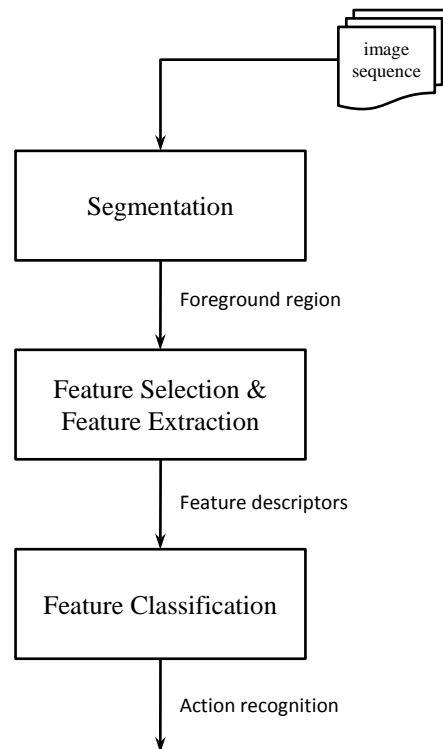 image
sequence
Segmentation
Foreground region
Feature Selection &
Feature Extraction
Feature descriptors
Feature Classification
Action recognition